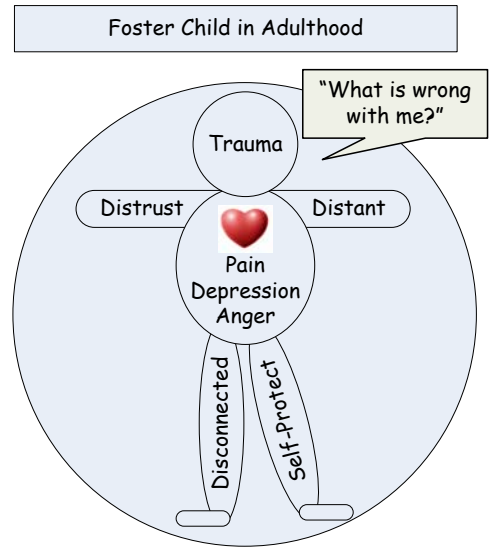 Foster Child in Adulthood
“What is wrong
with me?”
Trauma
Distrust
Distant
Pain
Depression
Anger
Disconnected
Self-Protect